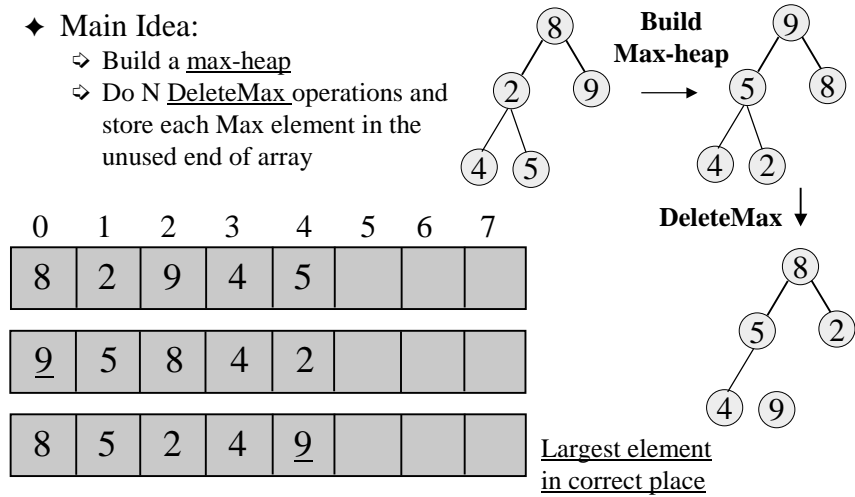 ✦ Main Idea:
➩ Build a max-heap
➩ Do N DeleteMax operations and
store each Max element in the
unused end of array
8
2 9
4 5
Build
Max-heap
9
5 8
4 2
DeleteMax
8
5 2
4 9
0 1 2 3 4 5 6 7
8 2 9 4 5
9 5 8 4 2
8 5 2 4 9
Largest element
in correct place